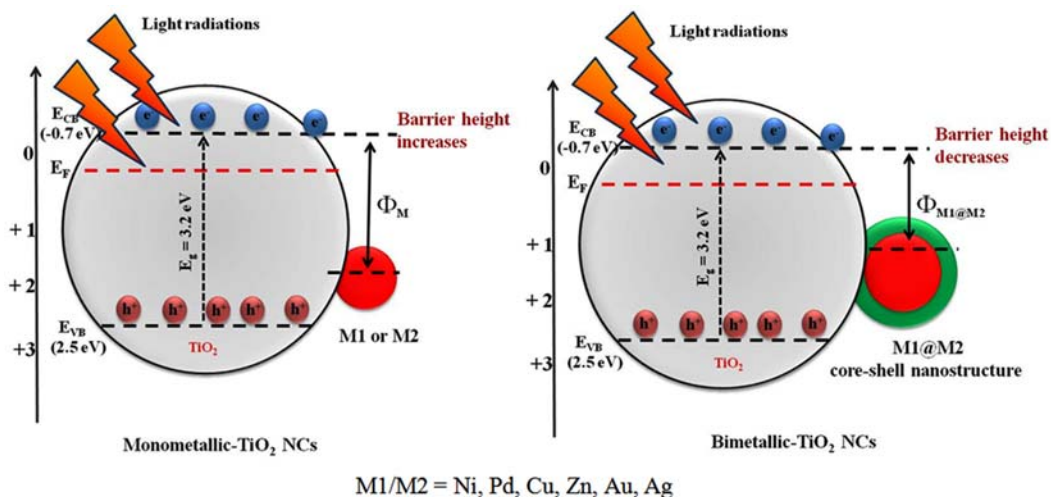 Light radiations
E_CB
(-0.7 eV)
0
E_F
+1
+2
+3
E_VB
(2.5 eV)
e⁻ e⁻ e⁻ e⁻
E_g = 3.2 eV
h⁺ h⁺ h⁺ h⁺ h⁺
TiO₂
Barrier height
increases
Φ_M
M1 or M2
Monometallic-TiO₂ NCs
Light radiations
E_CB
(-0.7 eV)
0
E_F
+1
+2
+3
E_VB
(2.5 eV)
e⁻ e⁻ e⁻ e⁻
E_g = 3.2 eV
h⁺ h⁺ h⁺ h⁺ h⁺
TiO₂
Barrier height
decreases
Φ_M1@M2
M1@M2
core-shell nanostructure
Bimetallic-TiO₂ NCs
M1/M2 = Ni, Pd, Cu, Zn, Au, Ag